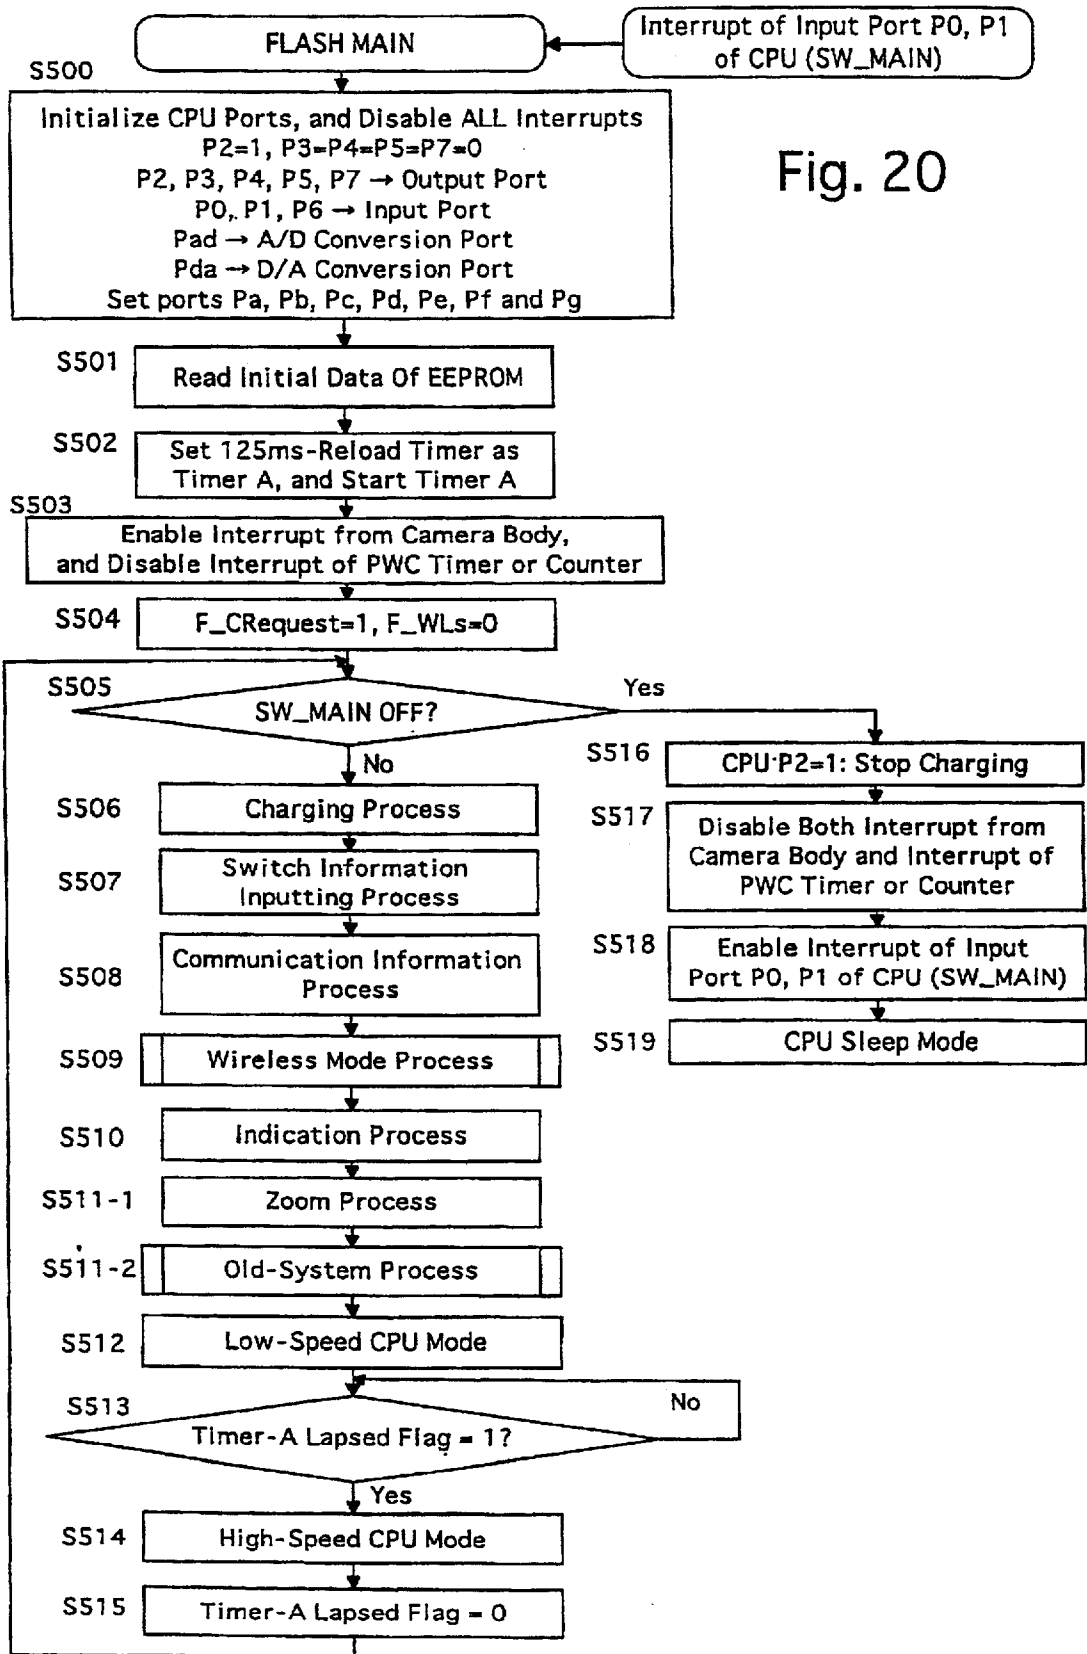 FLASH MAIN
Interrupt of Input Port P0, P1
of CPU (SW_MAIN)
Fig. 20
S500
Initialize CPU Ports, and Disable ALL Interrupts
P2=1, P3=P4=P5=P7=0
P2, P3, P4, P5, P7 → Output Port
P0, P1, P6 → Input Port
Pad → A/D Conversion Port
Pda → D/A Conversion Port
Set ports Pa, Pb, Pc, Pd, Pe, Pf and Pg
S501
Read Initial Data Of EEPROM
S502
Set 125ms-Reload Timer as
Timer A, and Start Timer A
S503
Enable Interrupt from Camera Body,
and Disable Interrupt of PWC Timer or Counter
S504
F_CRequest=1, F_WLs=0
S505
SW_MAIN OFF?
Yes
No
S506
Charging Process
S507
Switch Information
Inputting Process
S508
Communication Information
Process
S509
Wireless Mode Process
S510
Indication Process
S511-1
Zoom Process
S511-2
Old-System Process
S512
Low-Speed CPU Mode
S513
Timer-A Lapsed Flag = 1?
No
Yes
S514
High-Speed CPU Mode
S515
Timer-A Lapsed Flag = 0
S516
CPU P2=1: Stop Charging
S517
Disable Both Interrupt from
Camera Body and Interrupt of
PWC Timer or Counter
S518
Enable Interrupt of Input
Port P0, P1 of CPU (SW_MAIN)
S519
CPU Sleep Mode